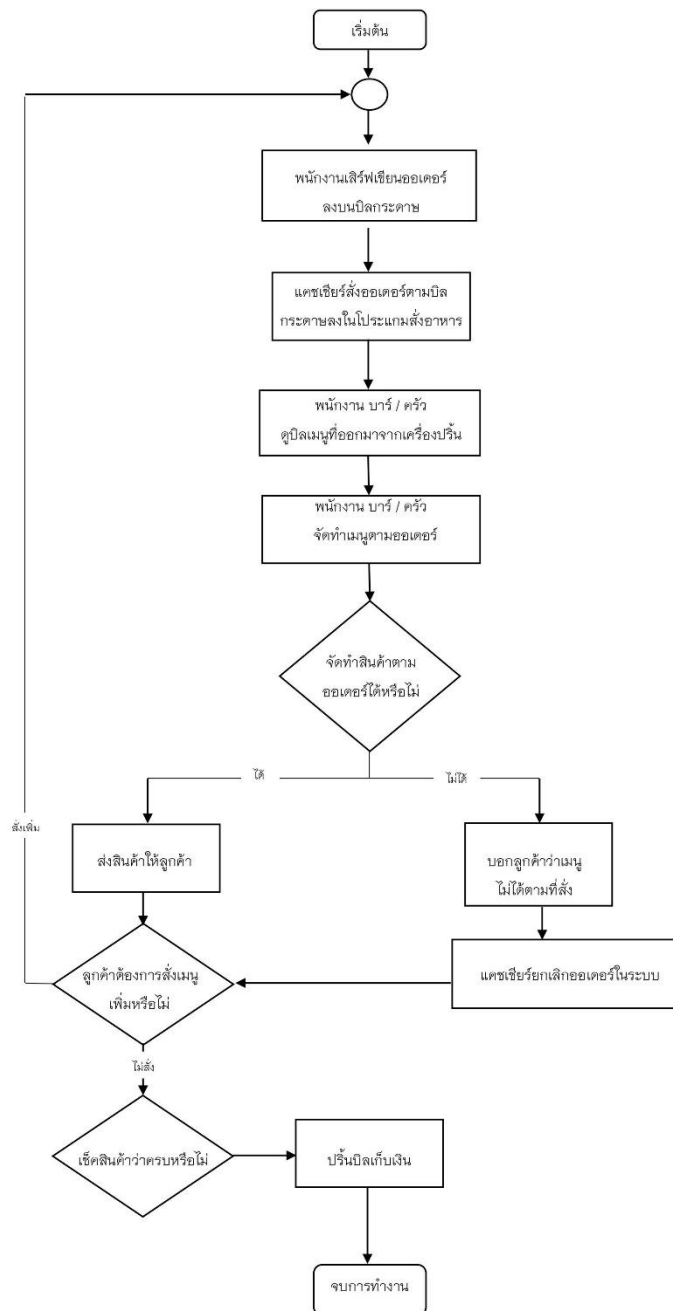 เริ่มต้น
พนักงานเสิร์ฟเขียนออเดอร์
ลงบนบิลกระดาษ
แคชเชียร์สั่งออเดอร์ตามบิล
กระดาษลงในโประแกมสั่งอาหาร
พนักงาน บาร์ / ครัว
ดูบิลเมนูที่ออกมาจากเครื่องปริ้น
พนักงาน บาร์ / ครัว
จัดทำเมนูตามออเดอร์
จัดทำสินค้าตาม
ออเดอร์ได้หรือไม่
ได้
ไม่ได้
สั่งเพิ่ม
ส่งสินค้าให้ลูกค้า
บอกลูกค้าว่าเมนู
ไม่ได้ตามที่สั่ง
ลูกค้าต้องการสั่งเมนู
เพิ่มหรือไม่
แคชเชียร์ยกเลิกออเดอร์ในระบบ
ไม่สั่ง
เช็คสินค้าว่าครบหรือไม่
ปริ้นบิลเก็บเงิน
จบการทำงาน